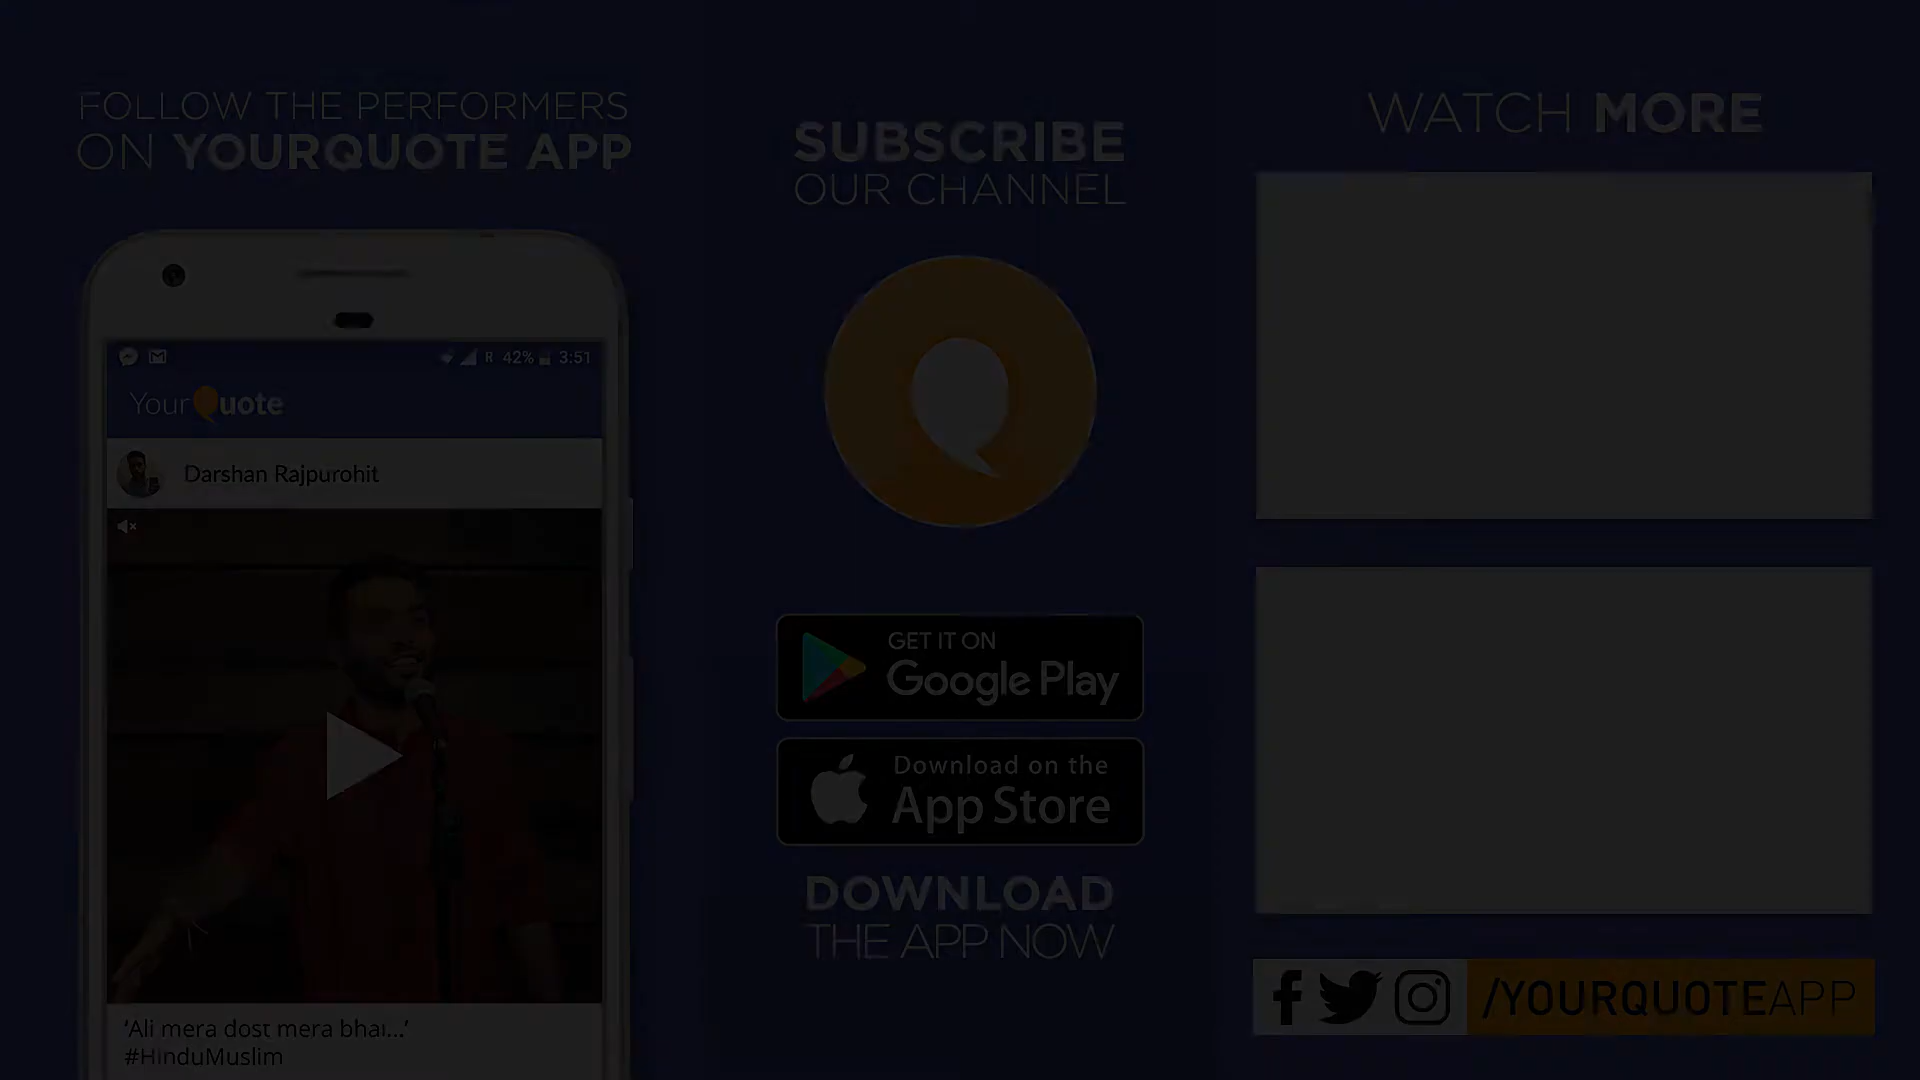 FOLLOW THE PERFORMERS
ON YOURQUOTE APP
R 42% 3:51
YourQuote
Darshan Rajpurohit
'Ali mera dost mera bhai...'
#HinduMuslim
SUBSCRIBE
OUR CHANNEL
GET IT ON
Google Play
Download on the
App Store
DOWNLOAD
THE APP NOW
WATCH MORE
/YOURQUOTEAPP